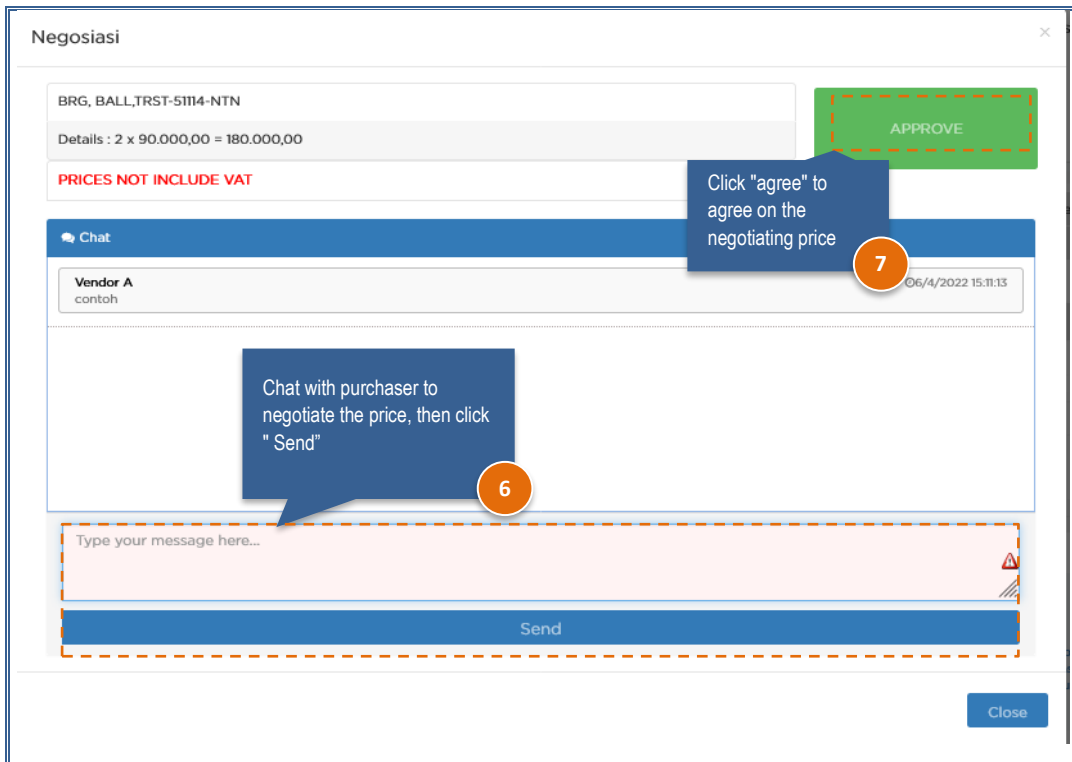 Negosiasi
×
BRG, BALL,TRST-51114-NTN
Details : 2 x 90.000,00 = 180.000,00
PRICES NOT INCLUDE VAT
APPROVE
Click "agree" to
agree on the
negotiating price
7
Chat
Vendor A
contoh
06/4/2022 15:11:13
Chat with purchaser to
negotiate the price, then click
" Send”
6
Type your message here...
Send
Close